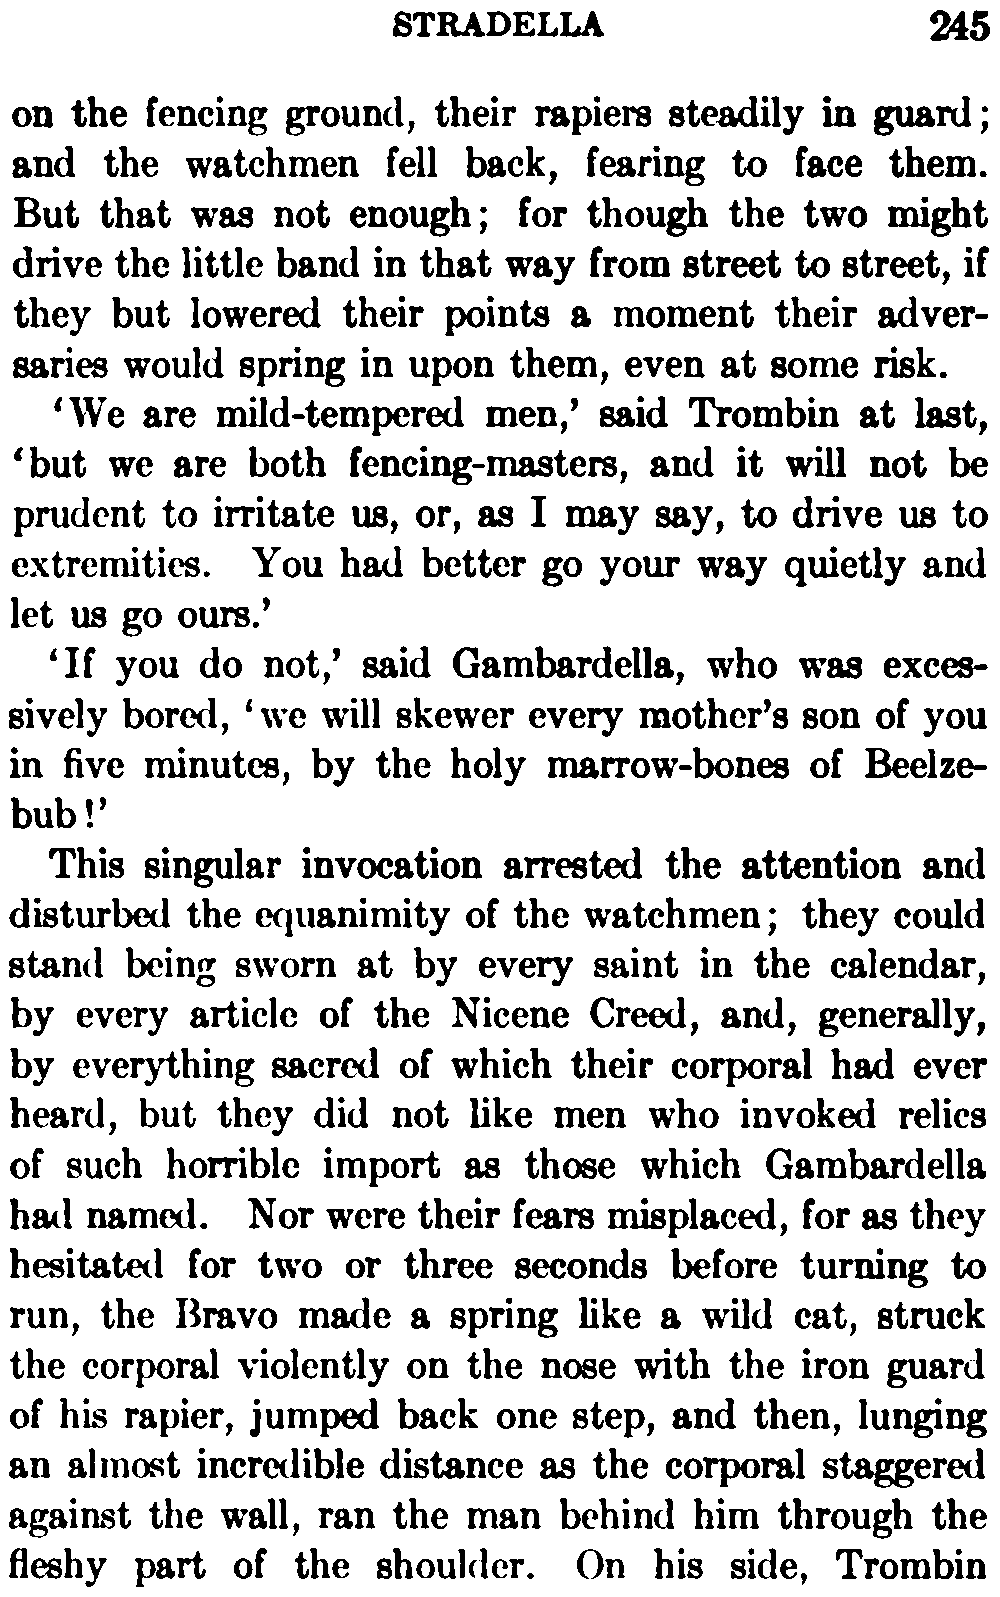 STRADELLA 245
on the fencing ground, their rapiers steadily in guard;
and the watchmen fell back, fearing to face them.
But that was not enough; for though the two might
drive the little band in that way from street to street, if
they but lowered their points a moment their adver-
saries would spring in upon them, even at some risk.
‘We are mild-tempered men,’ said Trombin at last,
‘but we are both fencing-masters, and it will not be
prudent to irritate us, or, as I may say, to drive us to
extremities. You had better go your way quietly and
let us go ours.’
‘If you do not,’ said Gambardella, who was exces-
sively bored, ‘we will skewer every mother’s son of you
in five minutes, by the holy marrow-bones of Beelze-
bub!’
This singular invocation arrested the attention and
disturbed the equanimity of the watchmen; they could
stand being sworn at by every saint in the calendar,
by every article of the Nicene Creed, and, generally,
by everything sacred of which their corporal had ever
heard, but they did not like men who invoked relics
of such horrible import as those which Gambardella
had named. Nor were their fears misplaced, for as they
hesitated for two or three seconds before turning to
run, the Bravo made a spring like a wild cat, struck
the corporal violently on the nose with the iron guard
of his rapier, jumped back one step, and then, lunging
an almost incredible distance as the corporal staggered
against the wall, ran the man behind him through the
fleshy part of the shoulder. On his side, Trombin